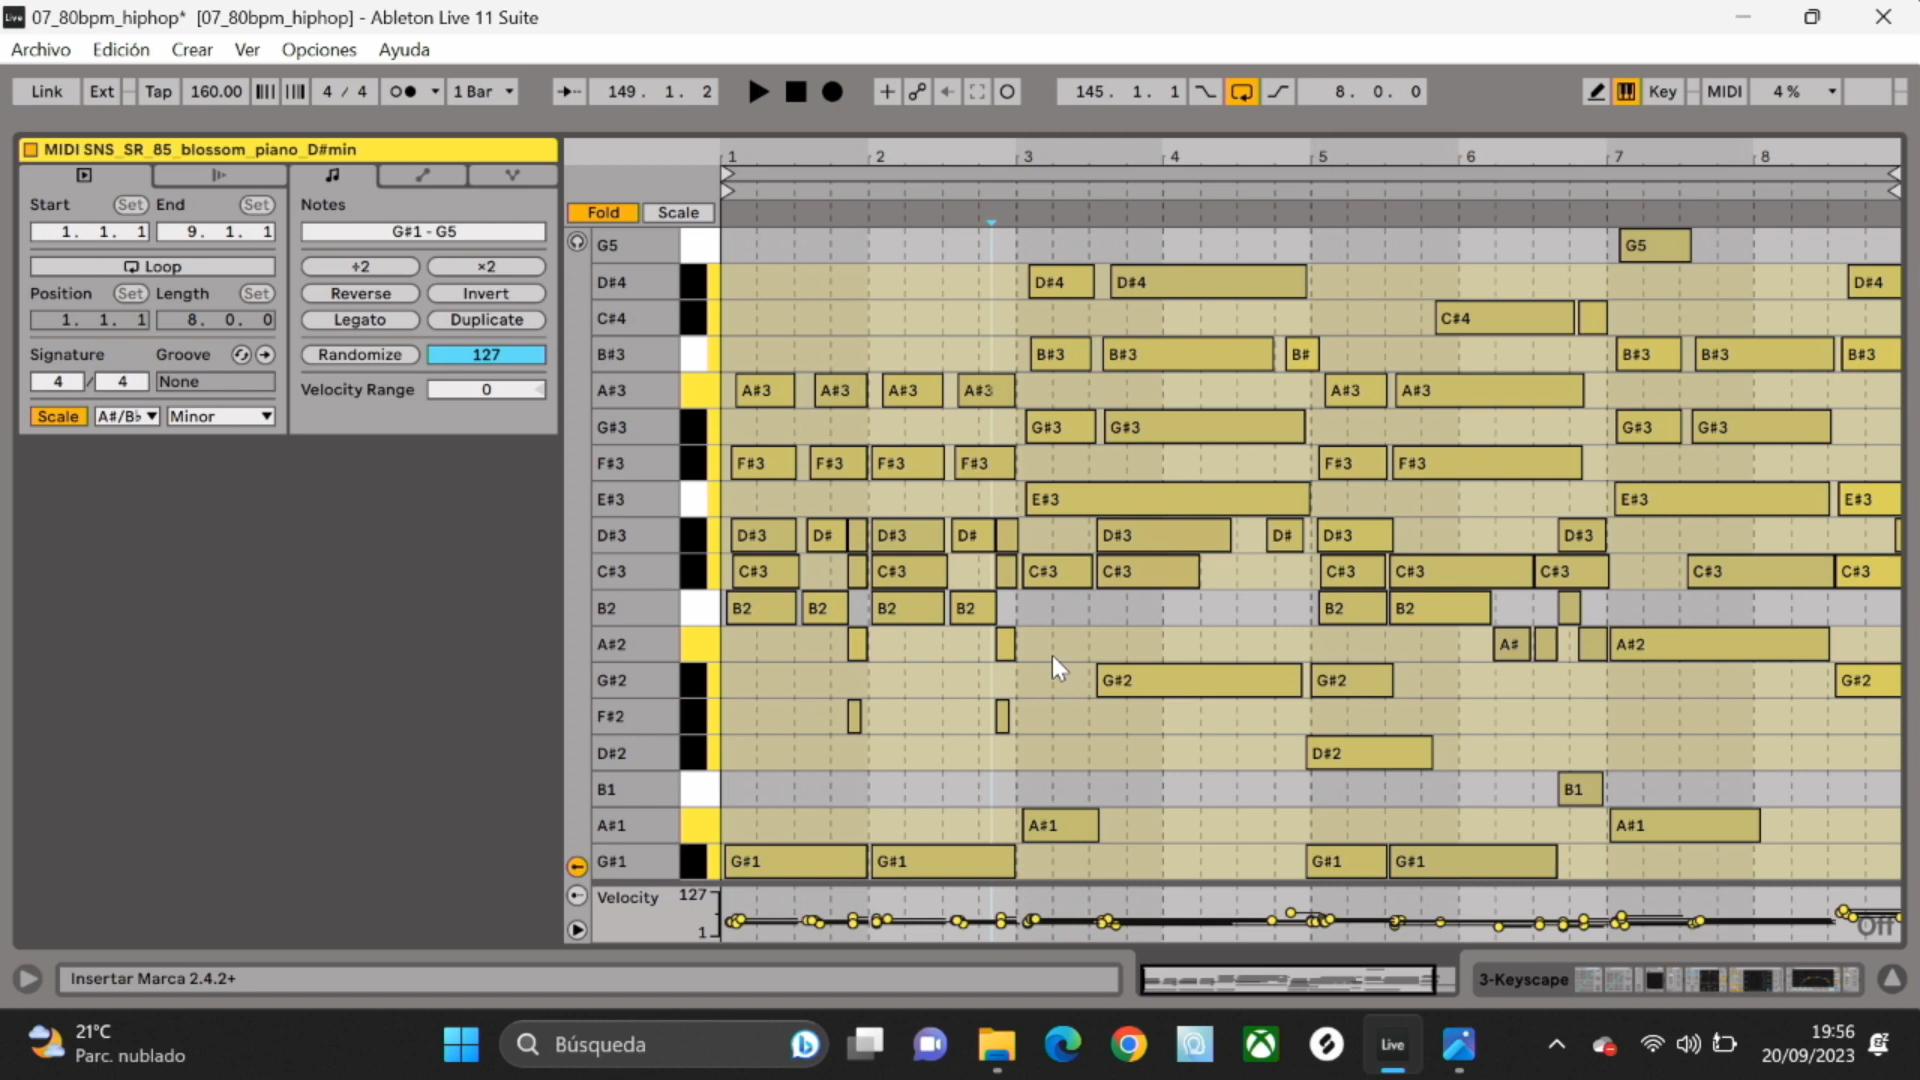 07_80bpm_hiphop*  [07_80bpm_hiphop] - Ableton Live 11 Suite
Archivo Edición Crear Ver Opciones Ayuda
Link Ext Tap 160.00 4 / 4 1 Bar 149. 1. 2 145. 1. 1 8. 0. 0 Key MIDI 4 %
MIDI SNS_SR_85_blossom_piano_D#min
Start Set End Set
1. 1. 1 9. 1. 1
Loop
Position Set Length Set
1. 1. 1 8. 0. 0
Signature Groove
4 / 4 None
Scale A#/B♭ Minor
Notes
G#1 - G5
÷2 ×2
Reverse Invert
Legato Duplicate
Randomize 127
Velocity Range 0
1 2 3 4 5 6 7 8
Fold Scale
G5 G5
D#4 D#4 D#4 D#4
C#4 C#4
B#3 B#3 B#3 B# B#3 B#3 B#3
A#3 A#3 A#3 A#3 A#3 A#3 A#3
G#3 G#3 G#3 G#3 G#3
F#3 F#3 F#3 F#3 F#3 F#3 F#3
E#3 E#3 E#3 E#3
D#3 D#3 D# D#3 D# D#3 D# D#3 D#3
C#3 C#3 C#3 C#3 C#3 C#3 C#3 C#3 C#3 C#3
B2 B2 B2 B2 B2 B2 B2
A#2 A# A#2
G#2 G#2 G#2 G#2
F#2
D#2 D#2
B1 B1
A#1 A#1 A#1
G#1 G#1 G#1 G#1 G#1
Velocity 127
1
Off
Insertar Marca 2.4.2+
3-Keyscape
21°C
Parc. nublado
Búsqueda
Live
19:56
20/09/2023